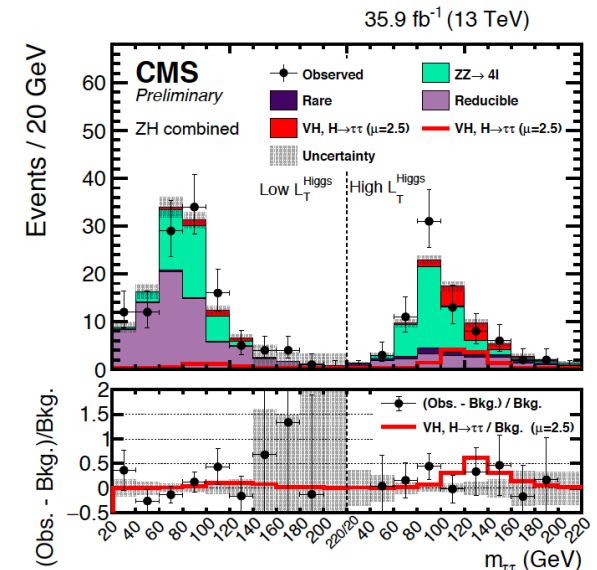 35.9 fb⁻¹ (13 TeV)
Events / 20 GeV
60
50
40
30
20
10
0
CMS
Preliminary
ZH combined
Observed
ZZ→ 4l
Rare
Reducible
VH, H→ττ (μ=2.5)
VH, H→ττ (μ=2.5)
Uncertainty
Low L_T^Higgs
High L_T^Higgs
(Obs. - Bkg.)/Bkg.
2
1.5
1
0.5
0
−0.5
(Obs. - Bkg.) / Bkg.
VH, H→ττ / Bkg. (μ=2.5)
20 40 60 80 100 120 140 160 180 200 220/20 40 60 80 100 120 140 160 180 200 220
m_ττ (GeV)